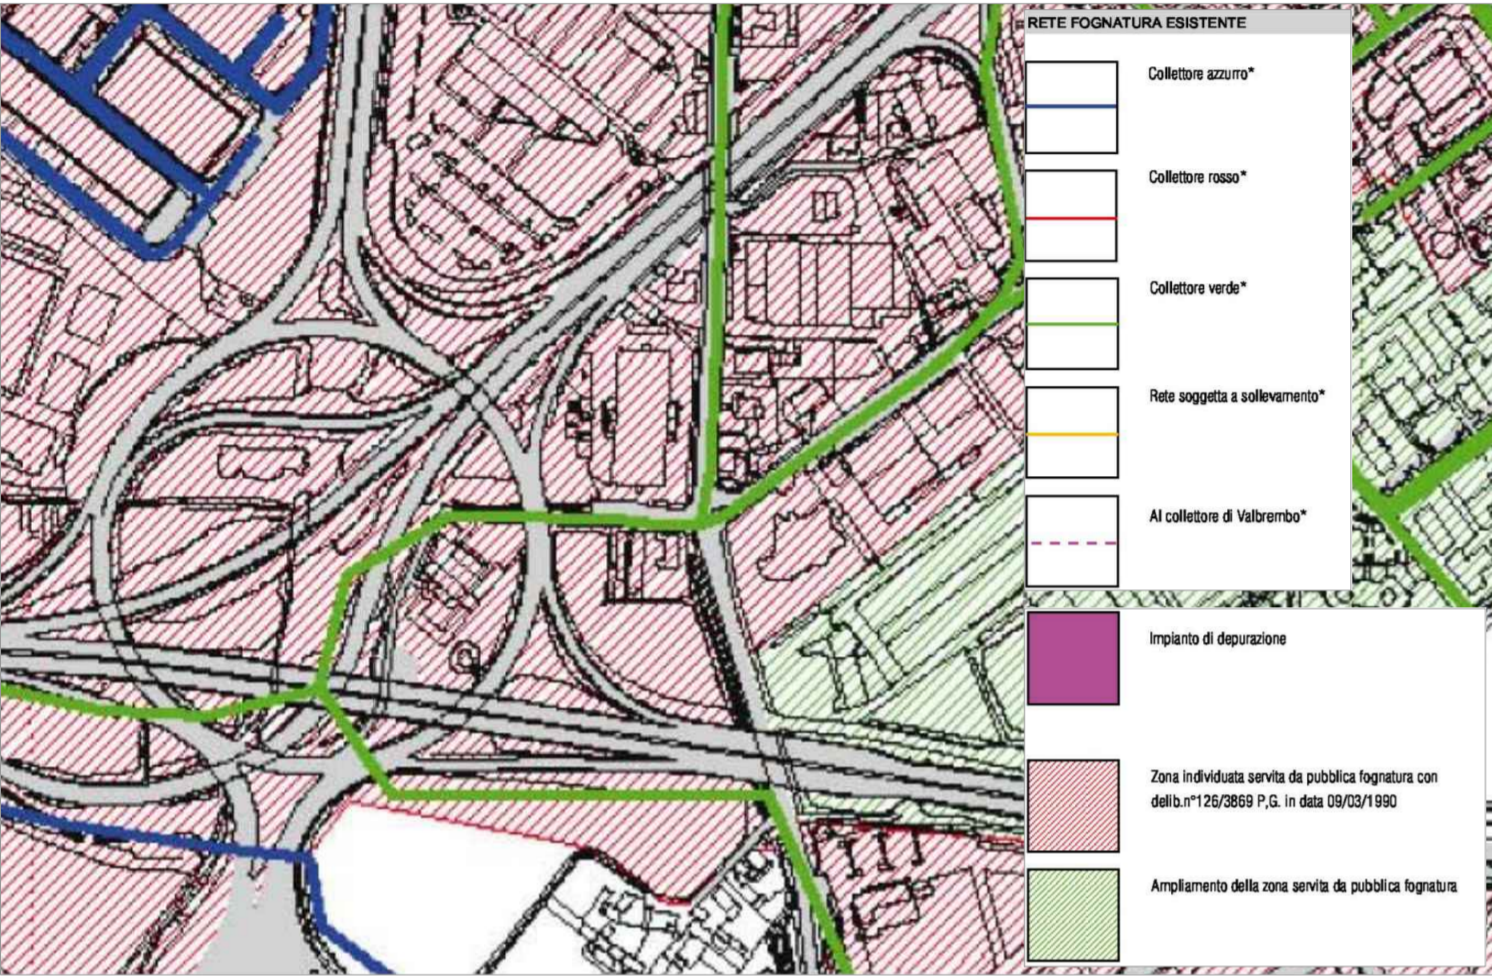 RETE FOGNATURA ESISTENTE
Collettore azzurro*
Collettore rosso*
Collettore verde*
Rete soggetta a sollevamento*
Al collettore di Valbrembo*
Impianto di depurazione
Zona individuata servita da pubblica fognatura con
delib.n°126/3869 P,G. in data 09/03/1990
Ampliamento della zona servita da pubblica fognatura